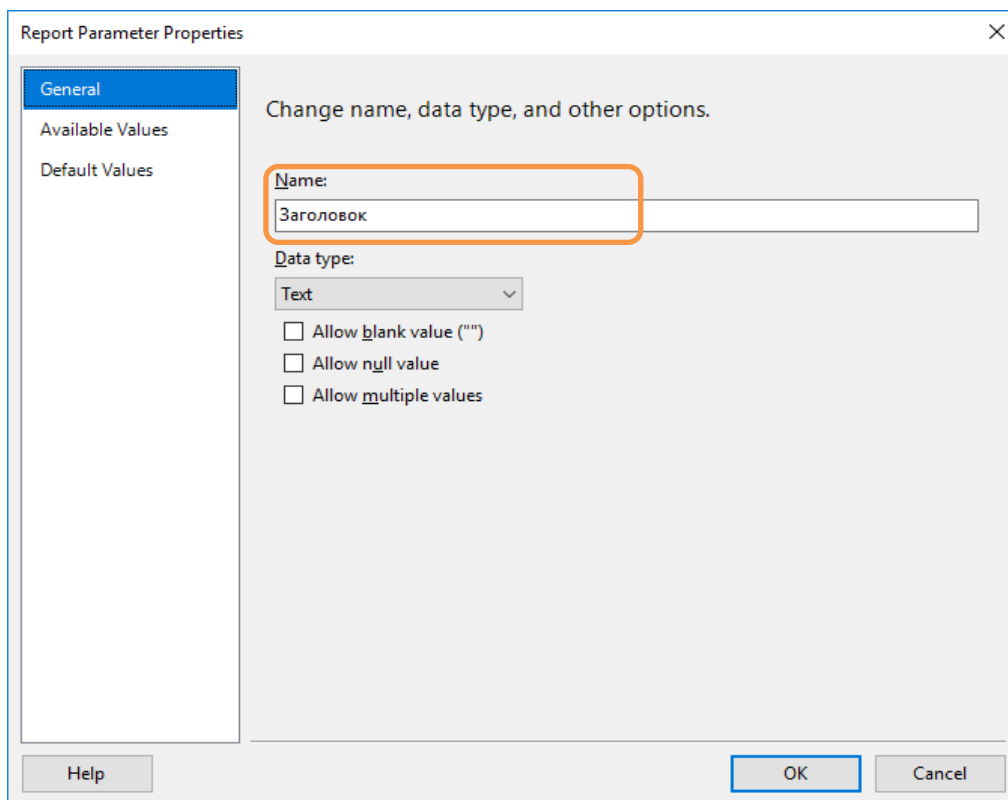 Report Parameter Properties
General
Available Values
Default Values
Change name, data type, and other options.
Name:
Заголовок
Data type:
Text
Allow blank value ("")
Allow null value
Allow multiple values
Help
OK
Cancel